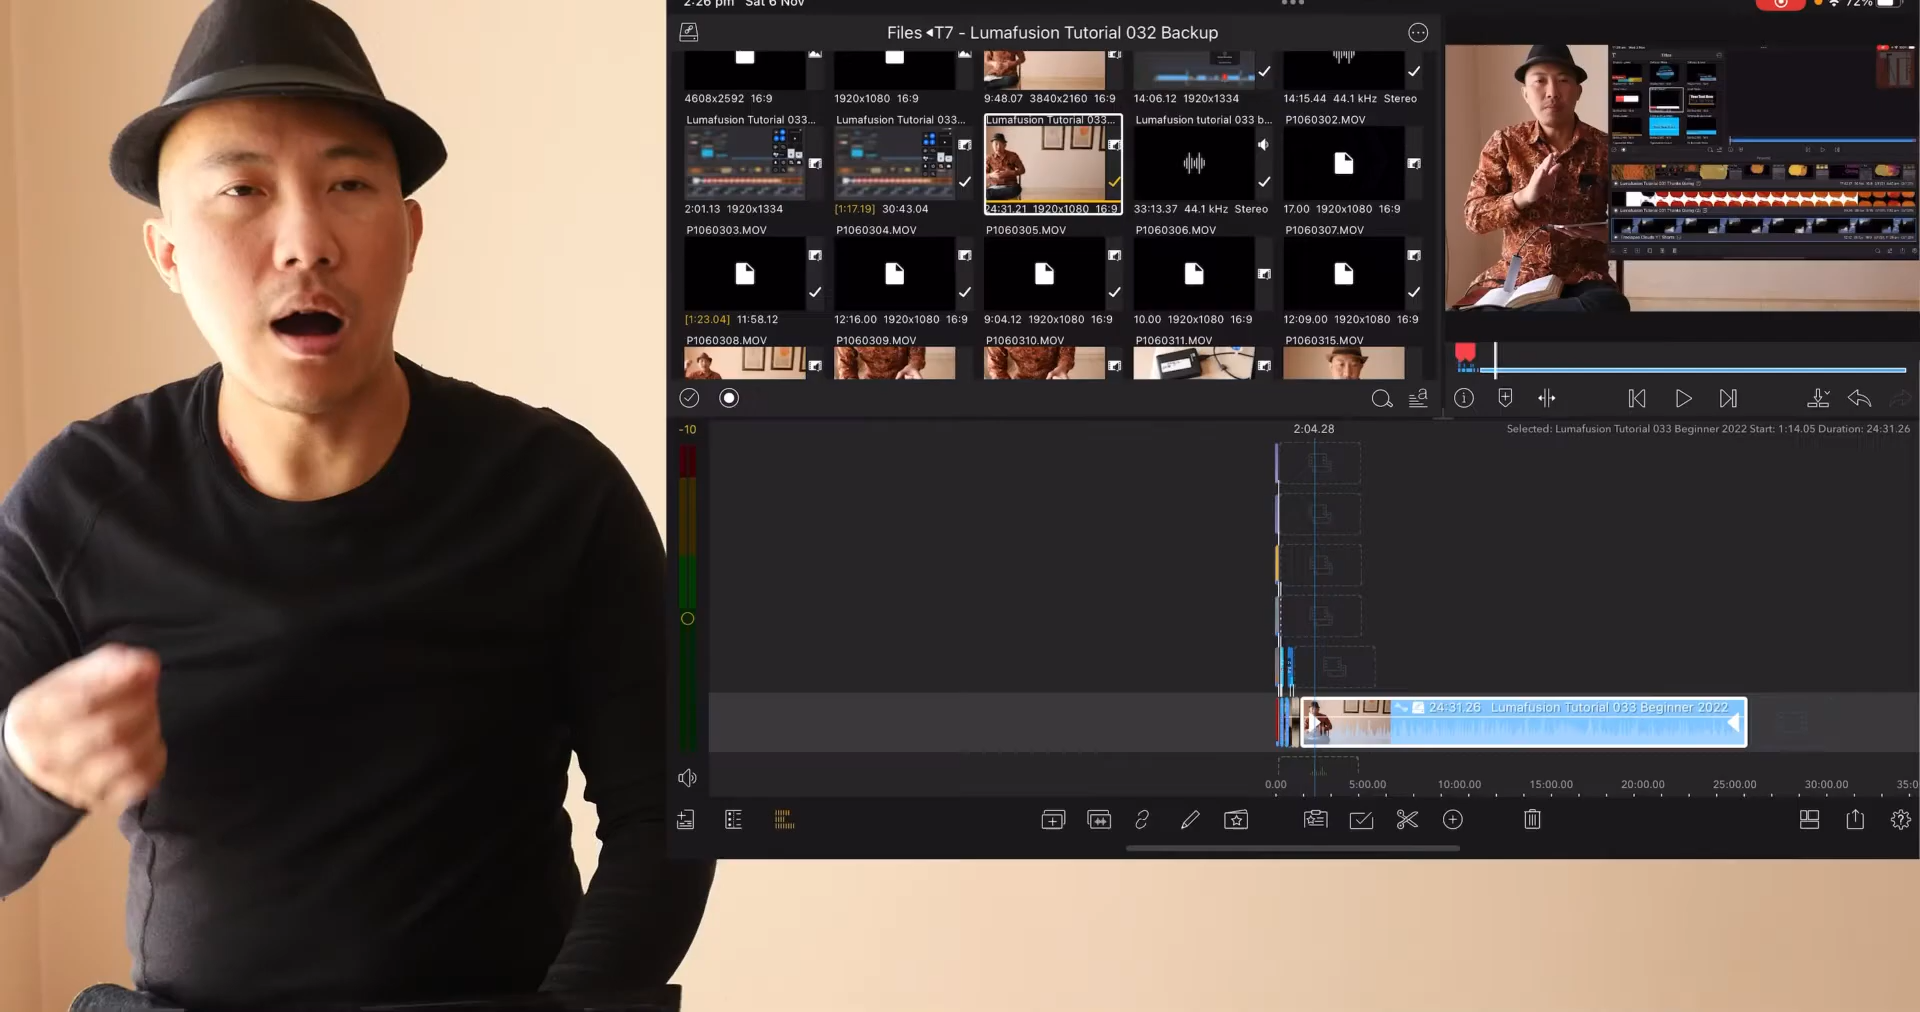 2:26 pm Sat 6 Nov
72%
Files ◂T7 - Lumafusion Tutorial 032 Backup
4608x2592 16:9
1920x1080 16:9
9:48.07 3840x2160 16:9
14:06.12 1920x1334
14:15.44 44.1 kHz Stereo
Lumafusion Tutorial 033...
Lumafusion Tutorial 033...
Lumafusion Tutorial 033...
Lumafusion tutorial 033 b...
P1060302.MOV
2:01.13 1920x1334
[1:17.19] 30:43.04
24:31.21 1920x1080 16:9
33:13.37 44.1 kHz Stereo
17.00 1920x1080 16:9
P1060303.MOV
P1060304.MOV
P1060305.MOV
P1060306.MOV
P1060307.MOV
[1:23.04] 11:58.12
12:16.00 1920x1080 16:9
9:04.12 1920x1080 16:9
10.00 1920x1080 16:9
12:09.00 1920x1080 16:9
P1060308.MOV
P1060309.MOV
P1060310.MOV
P1060311.MOV
P1060315.MOV
-10
2:04.28
Selected: Lumafusion Tutorial 033 Beginner 2022 Start: 1:14.05 Duration: 24:31.26
24:31.26 Lumafusion Tutorial 033 Beginner 2022
0.00
5:00.00
10:00.00
15:00.00
20:00.00
25:00.00
30:00.00